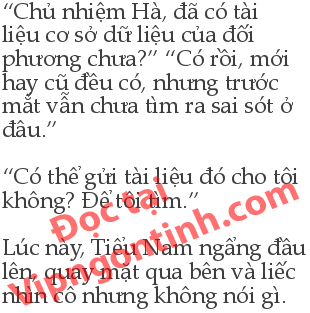 “Chủ nhiệm Hà, đã có tài
liệu cơ sở dữ liệu của đối
phương chưa?” “Có rồi, mới
hay cũ đều có, nhưng trước
mắt vẫn chưa tìm ra sai sót ở
đâu.”
“Có thể gửi tài liệu đó cho tôi
không? Để tôi tìm.”
Đọc tại
Vipngontinh.com
Lúc này, Tiểu Nam ngẩng đầu
lên, quay mặt qua bên và liếc
nhìn cô nhưng không nói gì.